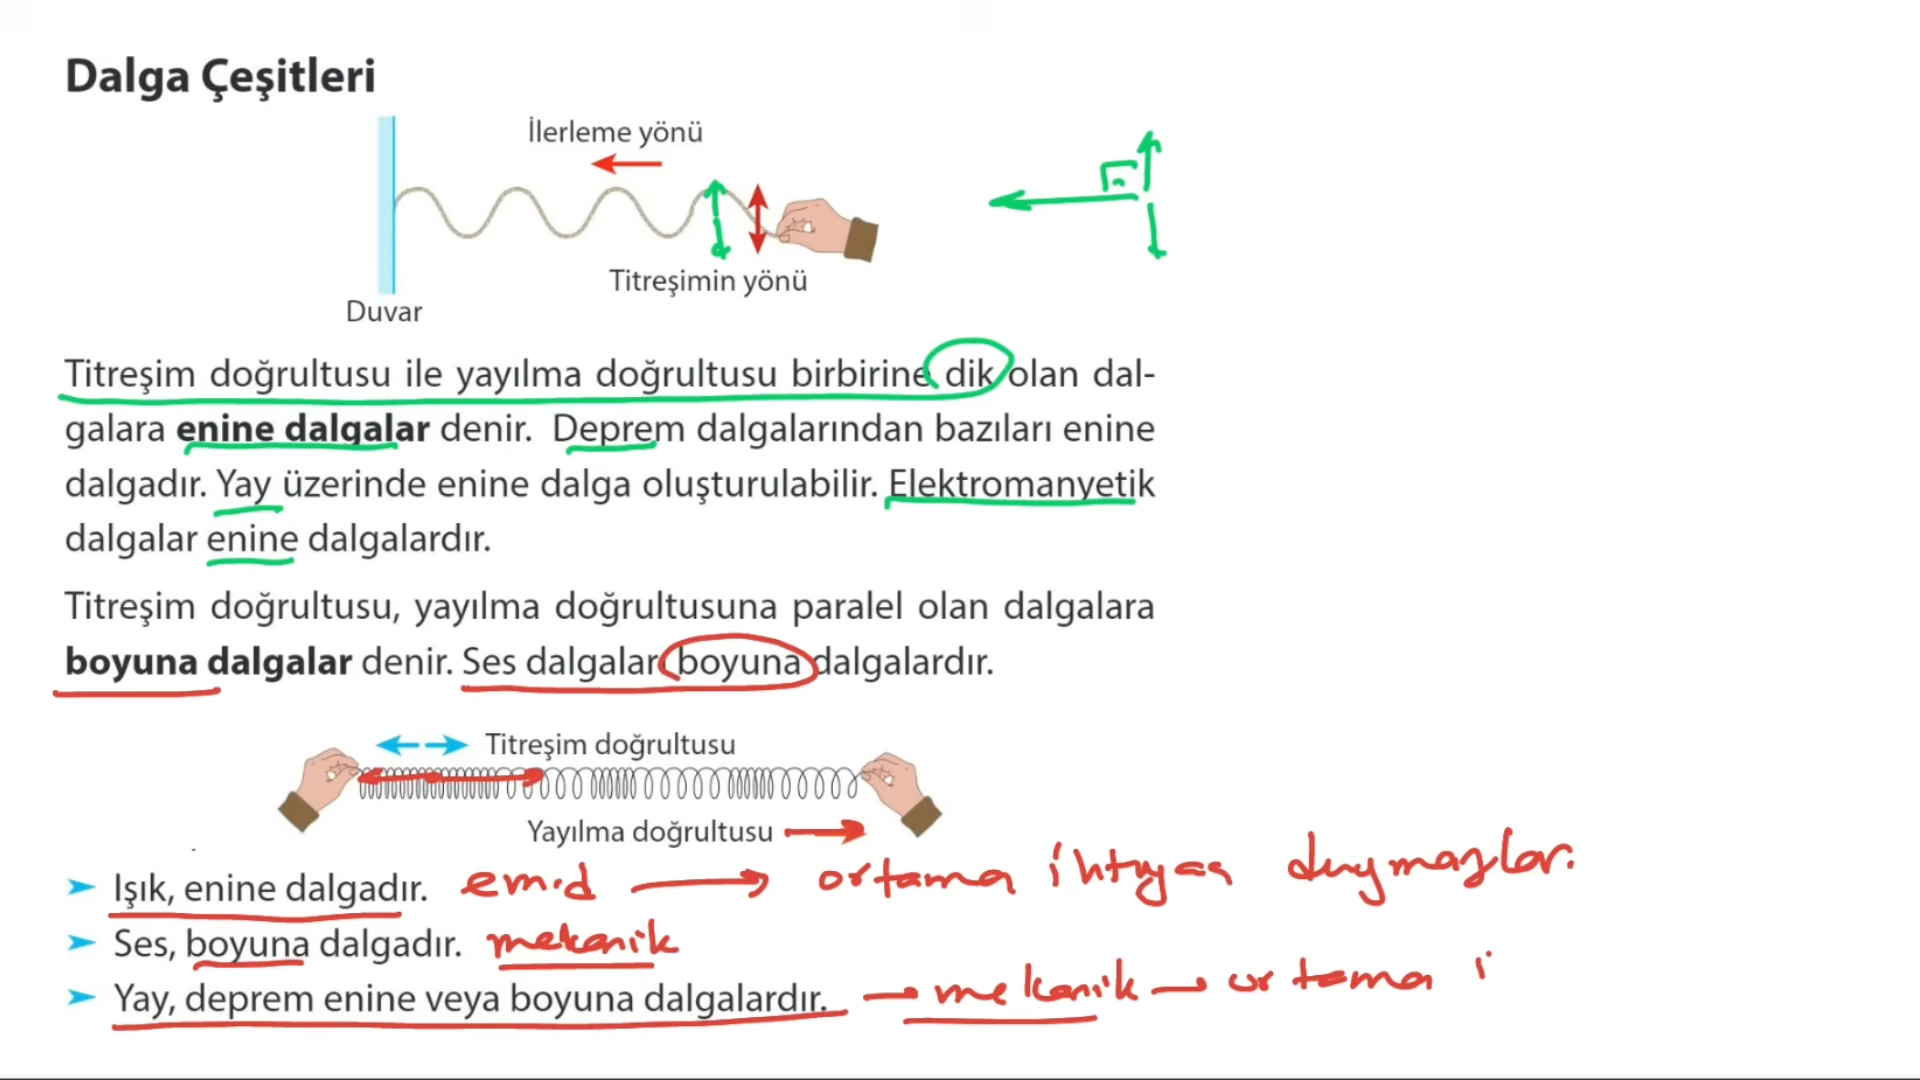 Dalga Çeşitleri
İlerleme yönü
Titreşimin yönü
Duvar
Titreşim doğrultusu ile yayılma doğrultusu birbirine dik olan dal-
galara enine dalgalar denir. Deprem dalgalarından bazıları enine
dalgadır. Yay üzerinde enine dalga oluşturulabilir. Elektromanyetik
dalgalar enine dalgalardır.
Titreşim doğrultusu, yayılma doğrultusuna paralel olan dalgalara
boyuna dalgalar denir. Ses dalgaları boyuna dalgalardır.
Titreşim doğrultusu
Yayılma doğrultusu
Işık, enine dalgadır. em.d → ortama ihtiyaç duymazlar.
Ses, boyuna dalgadır. mekanik
Yay, deprem enine veya boyuna dalgalardır. → mekanik → ortama i